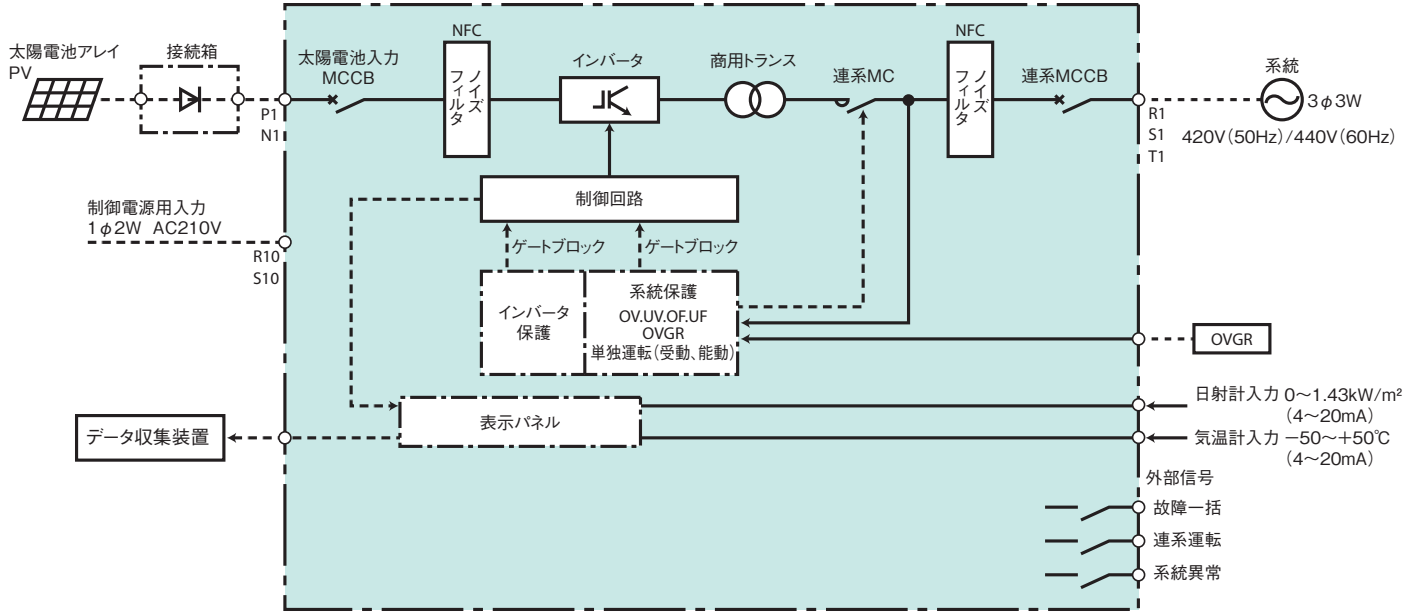 太陽電池アレイ
PV
接続箱
P1
N1
太陽電池入力
MCCB
NFC
ノイズ
フィルタ
インバータ
商用トランス
連系MC
NFC
ノイズ
フィルタ
連系MCCB
R1
S1
T1
系統
3φ3W
420V(50Hz)/440V(60Hz)
制御電源用入力
1φ2W AC210V
R10
S10
制御回路
ゲートブロック
ゲートブロック
インバータ
保護
系統保護
OV.UV.OF.UF
OVGR
単独運転(受動、能動)
OVGR
表示パネル
データ収集装置
日射計入力 0〜1.43kW/m²
(4〜20mA)
気温計入力 −50〜+50℃
(4〜20mA)
外部信号
故障一括
連系運転
系統異常